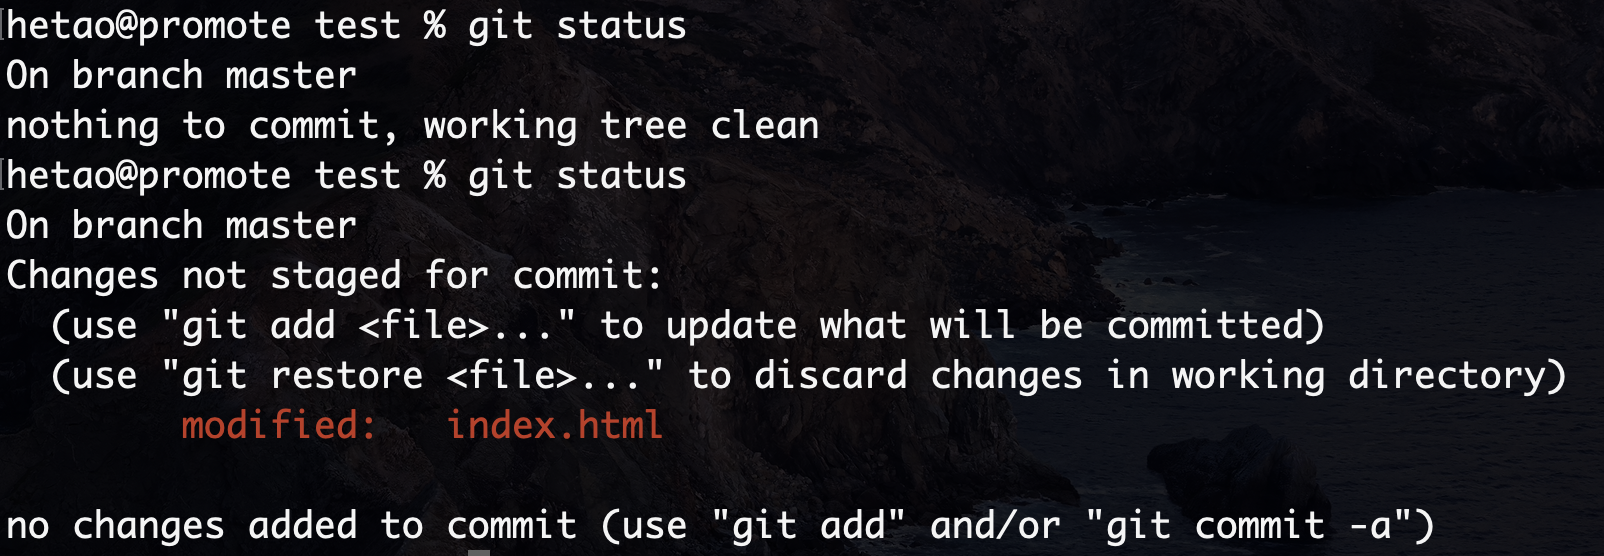 hetao@promote test % git status
On branch master
nothing to commit, working tree clean
hetao@promote test % git status
On branch master
Changes not staged for commit:
  (use "git add <file>..." to update what will be committed)
  (use "git restore <file>..." to discard changes in working directory)
        modified:   index.html

no changes added to commit (use "git add" and/or "git commit -a")